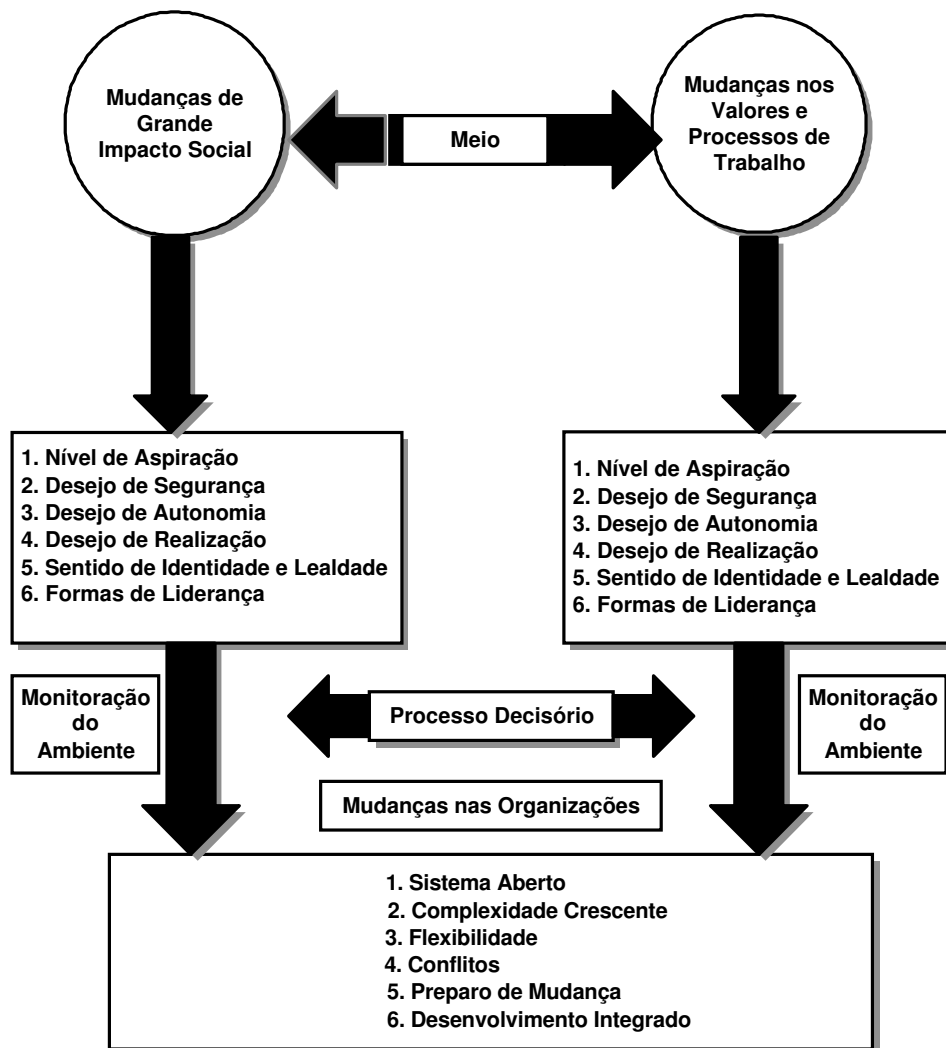 Mudanças de
Grande
Impacto Social
Meio
Mudanças nos
Valores e
Processos de
Trabalho
1. Nível de Aspiração
2. Desejo de Segurança
3. Desejo de Autonomia
4. Desejo de Realização
5. Sentido de Identidade e Lealdade
6. Formas de Liderança
1. Nível de Aspiração
2. Desejo de Segurança
3. Desejo de Autonomia
4. Desejo de Realização
5. Sentido de Identidade e Lealdade
6. Formas de Liderança
Monitoração
do
Ambiente
Processo Decisório
Monitoração
do
Ambiente
Mudanças nas Organizações
1. Sistema Aberto
2. Complexidade Crescente
3. Flexibilidade
4. Conflitos
5. Preparo de Mudança
6. Desenvolvimento Integrado